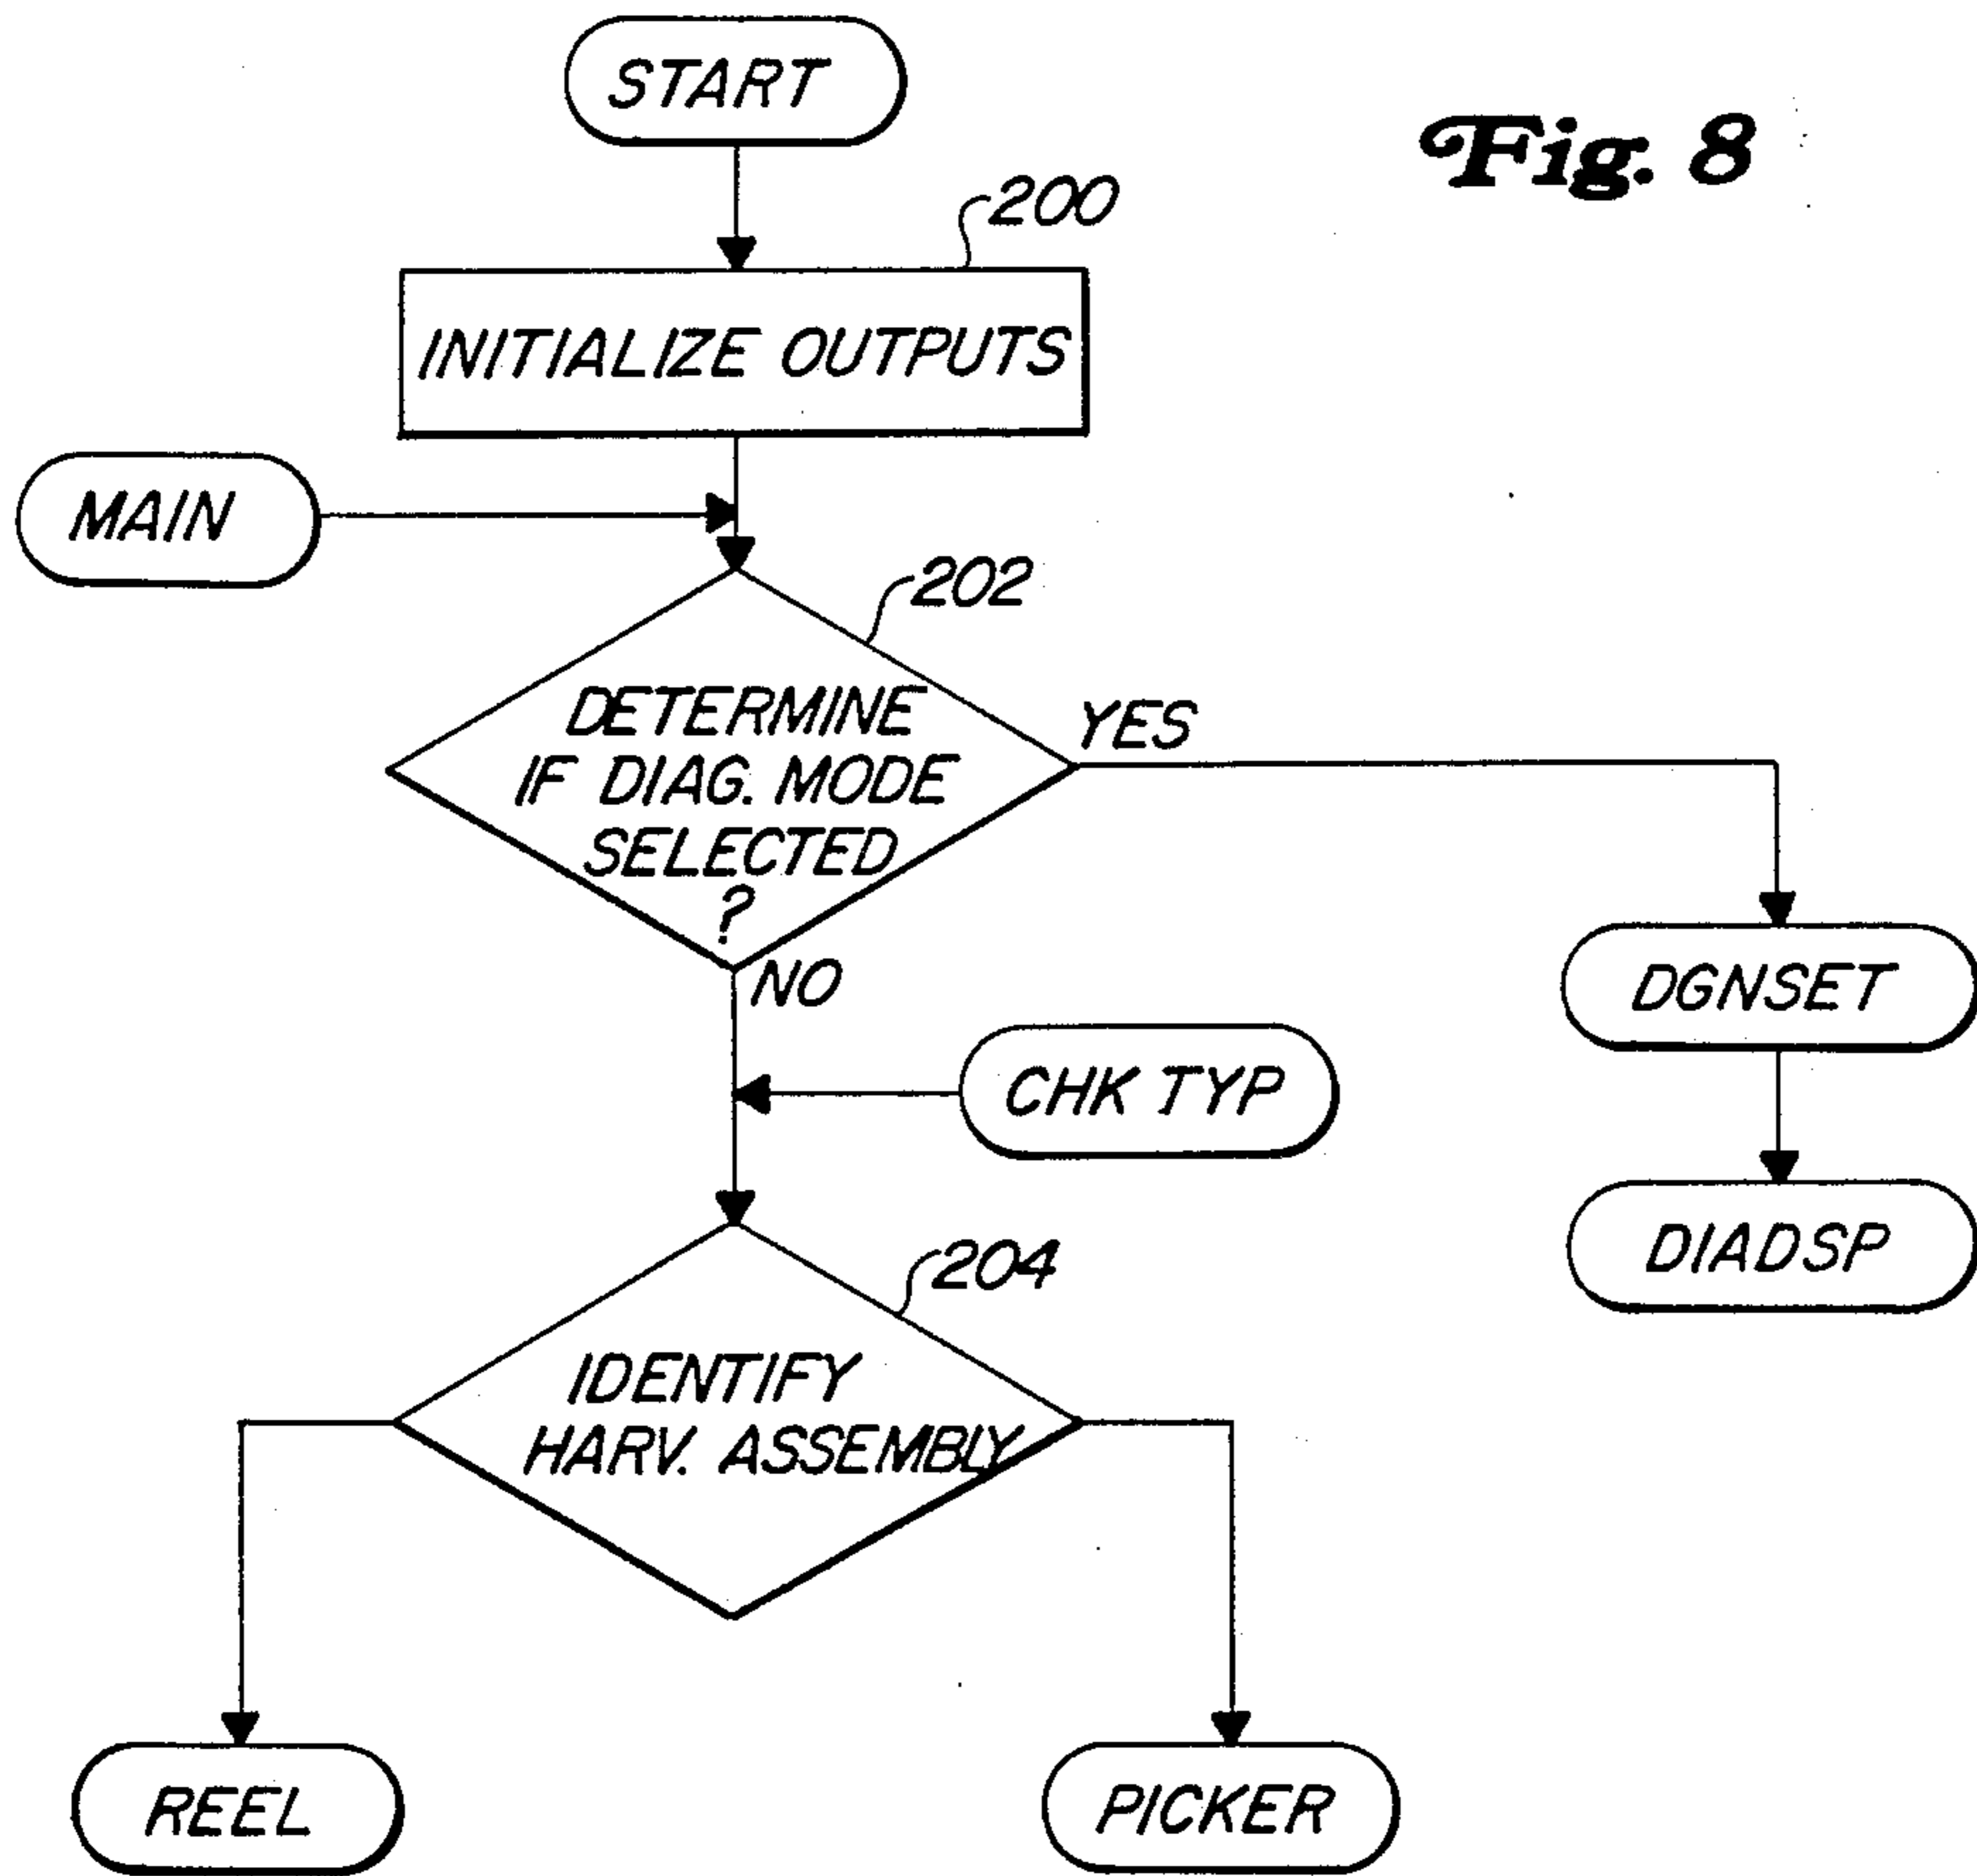 START
Fig. 8
200
INITIALIZE OUTPUTS
MAIN
202
DETERMINE
IF DIAG. MODE
SELECTED
?
YES
NO
DGNSET
CHK TYP
DIADSP
204
IDENTIFY
HARV. ASSEMBLY
REEL
PICKER